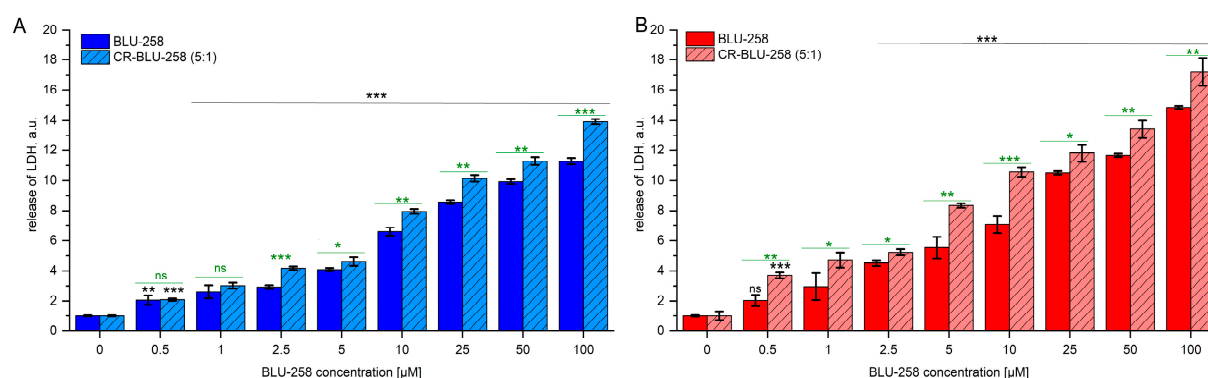 A
BLU-258
CR-BLU-258 (5:1)
***
ns
ns
***
*
**
**
**
***
**
***
release of LDH. a.u.
20
18
16
14
12
10
8
6
4
2
0
0 0.5 1 2.5 5 10 25 50 100
BLU-258 concentration [µM]
B
BLU-258
CR-BLU-258 (5:1)
***
**
*
*
**
***
*
**
**
ns
***
release of LDH. a.u.
20
18
16
14
12
10
8
6
4
2
0
0 0.5 1 2.5 5 10 25 50 100
BLU-258 concentration [µM]